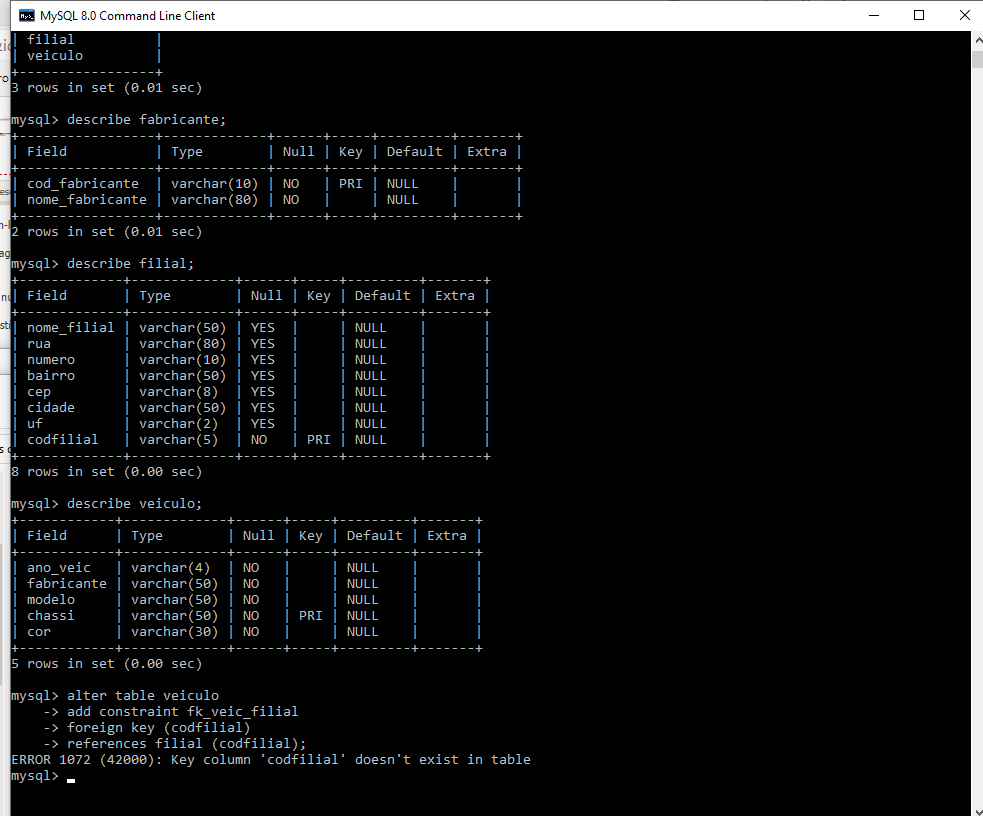 MySQL 8.0 Command Line Client
| filial          |
| veiculo         |
+-----------------+
3 rows in set (0.01 sec)
mysql> describe fabricante;
+-----------------+-------------+------+-----+---------+-------+
| Field           | Type        | Null | Key | Default | Extra |
+-----------------+-------------+------+-----+---------+-------+
| cod_fabricante  | varchar(10) | NO   | PRI | NULL    |       |
| nome_fabricante | varchar(80) | NO   |     | NULL    |       |
+-----------------+-------------+------+-----+---------+-------+
2 rows in set (0.01 sec)
mysql> describe filial;
+-------------+-------------+------+-----+---------+-------+
| Field       | Type        | Null | Key | Default | Extra |
+-------------+-------------+------+-----+---------+-------+
| nome_filial | varchar(50) | YES  |     | NULL    |       |
| rua         | varchar(80) | YES  |     | NULL    |       |
| numero      | varchar(10) | YES  |     | NULL    |       |
| bairro      | varchar(50) | YES  |     | NULL    |       |
| cep         | varchar(8)  | YES  |     | NULL    |       |
| cidade      | varchar(50) | YES  |     | NULL    |       |
| uf          | varchar(2)  | YES  |     | NULL    |       |
| codfilial   | varchar(5)  | NO   | PRI | NULL    |       |
+-------------+-------------+------+-----+---------+-------+
8 rows in set (0.00 sec)
mysql> describe veiculo;
+------------+-------------+------+-----+---------+-------+
| Field      | Type        | Null | Key | Default | Extra |
+------------+-------------+------+-----+---------+-------+
| ano_veic   | varchar(4)  | NO   |     | NULL    |       |
| fabricante | varchar(50) | NO   |     | NULL    |       |
| modelo     | varchar(50) | NO   |     | NULL    |       |
| chassi     | varchar(50) | NO   | PRI | NULL    |       |
| cor        | varchar(30) | NO   |     | NULL    |       |
+------------+-------------+------+-----+---------+-------+
5 rows in set (0.00 sec)
mysql> alter table veiculo
    -> add constraint fk_veic_filial
    -> foreign key (codfilial)
    -> references filial (codfilial);
ERROR 1072 (42000): Key column 'codfilial' doesn't exist in table
mysql>